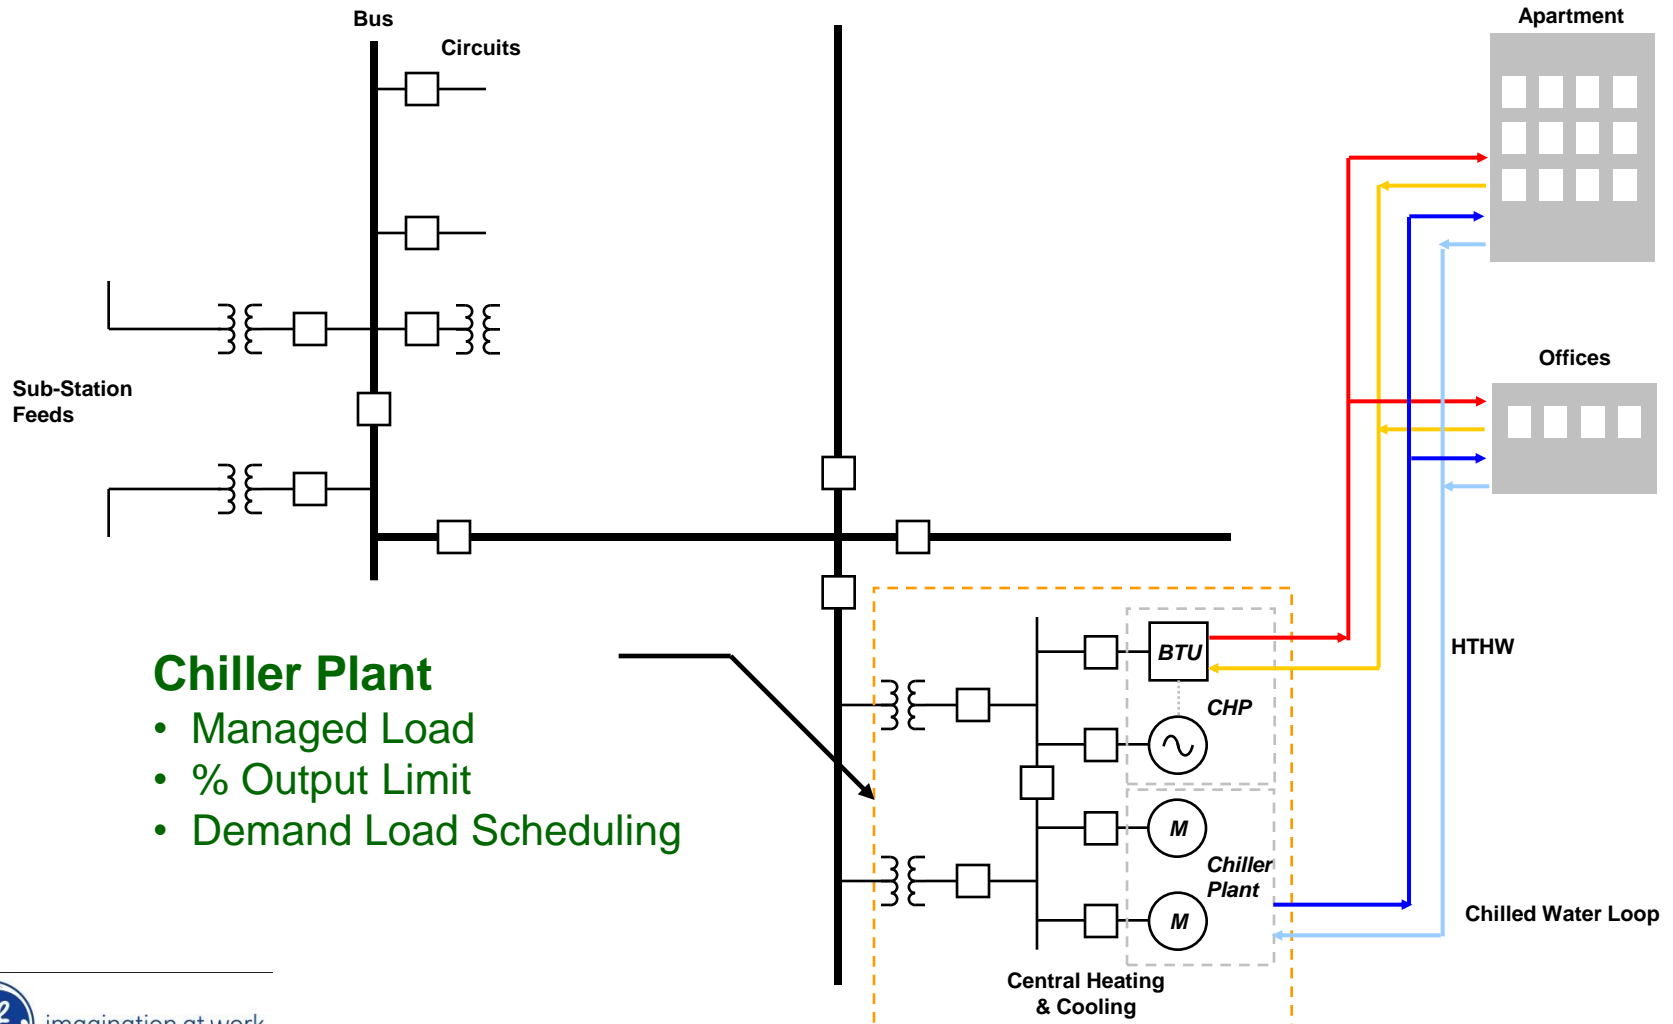 Bus
Circuits
Apartment
Offices
Sub-Station
Feeds
HTHW
BTU
CHP
M
Chiller
Plant
M
Chilled Water Loop
Central Heating
& Cooling
Chiller Plant
• Managed Load
• % Output Limit
• Demand Load Scheduling
imagination at work